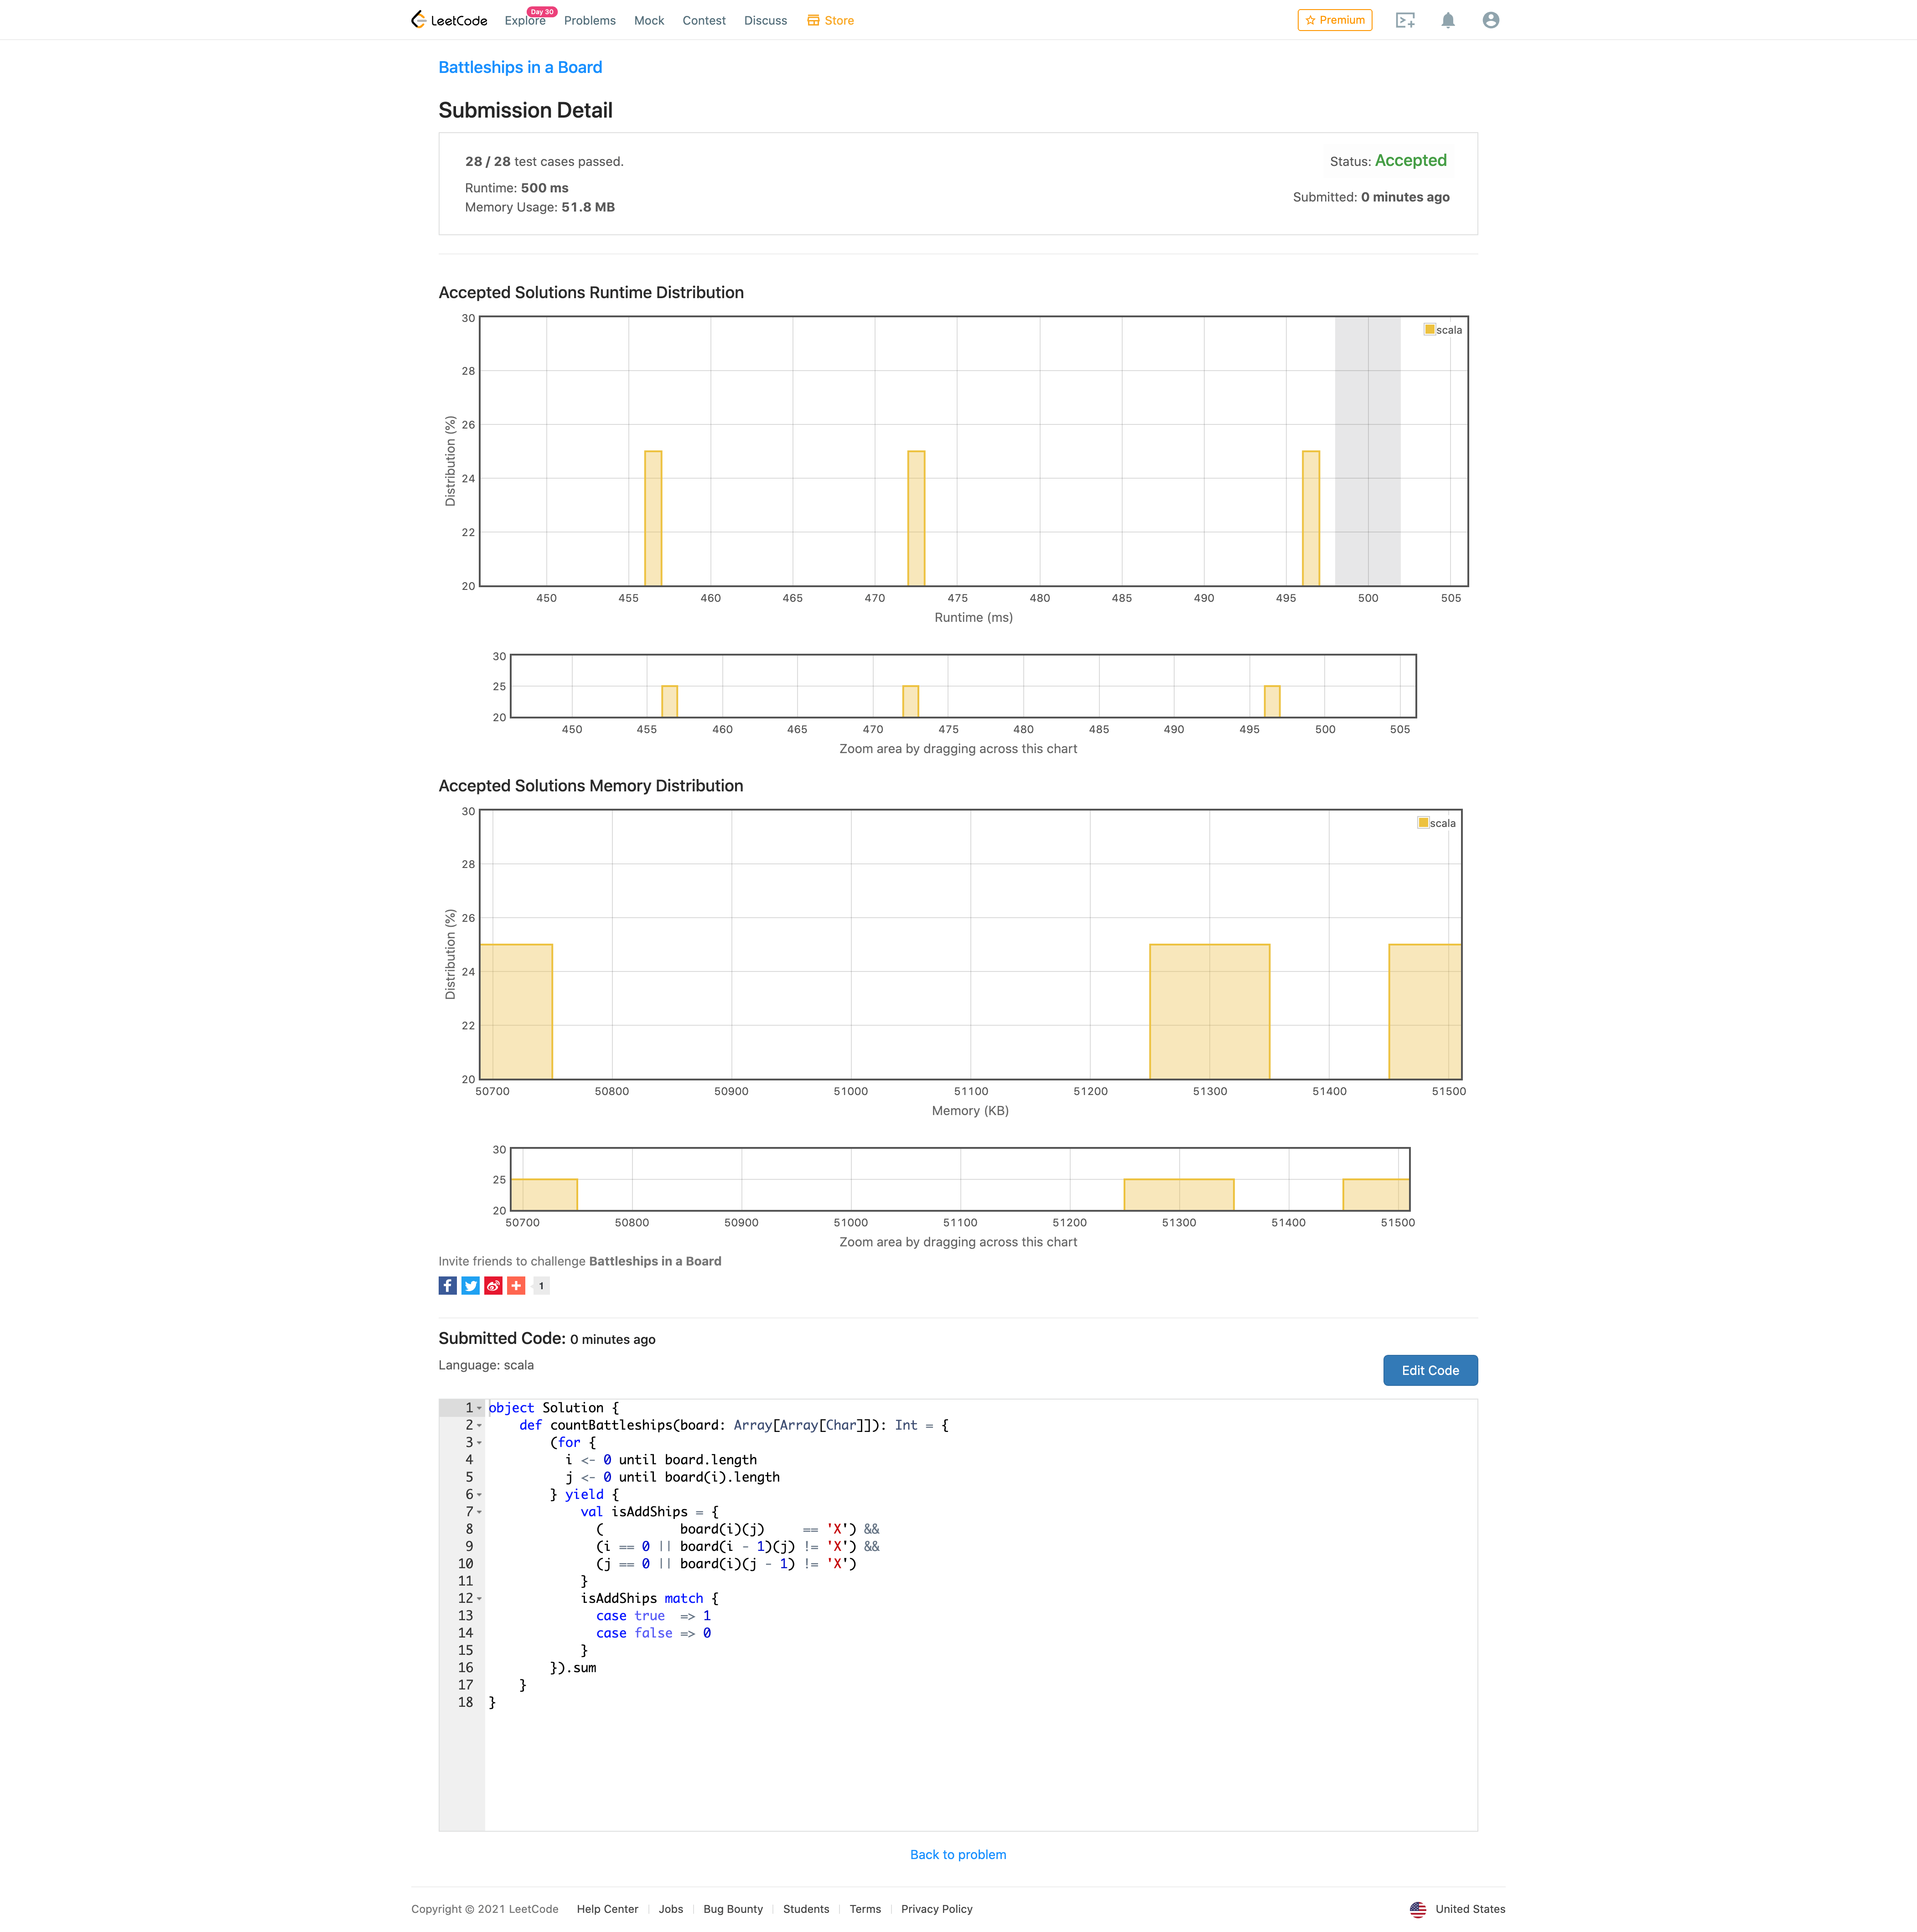 LeetCode Explore Day 30 Problems Mock Contest Discuss Store Premium
Battleships in a Board
Submission Detail
28 / 28 test cases passed.
Status: Accepted
Runtime: 500 ms
Submitted: 0 minutes ago
Memory Usage: 51.8 MB
Accepted Solutions Runtime Distribution
30
28
26
24
22
20
Distribution (%)
scala
450 455 460 465 470 475 480 485 490 495 500 505
Runtime (ms)
30
25
20
450 455 460 465 470 475 480 485 490 495 500 505
Zoom area by dragging across this chart
Accepted Solutions Memory Distribution
30
28
26
24
22
20
Distribution (%)
scala
50700 50800 50900 51000 51100 51200 51300 51400 51500
Memory (KB)
30
25
20
50700 50800 50900 51000 51100 51200 51300 51400 51500
Zoom area by dragging across this chart
Invite friends to challenge Battleships in a Board
1
Submitted Code: 0 minutes ago
Language: scala
Edit Code
1 object Solution {
2     def countBattleships(board: Array[Array[Char]]): Int = {
3         (for {
4           i <- 0 until board.length
5           j <- 0 until board(i).length
6         } yield {
7             val isAddShips = {
8               (          board(i)(j)     == 'X') &&
9               (i == 0 || board(i - 1)(j) != 'X') &&
10               (j == 0 || board(i)(j - 1) != 'X')
11             }
12             isAddShips match {
13               case true  => 1
14               case false => 0
15             }
16         }).sum
17     }
18 }
Back to problem
Copyright © 2021 LeetCode Help Center Jobs Bug Bounty Students Terms Privacy Policy United States